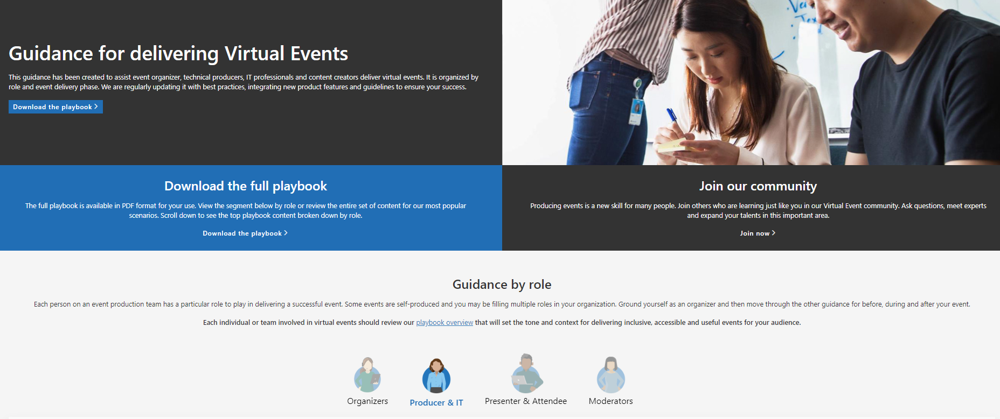 Guidance for delivering Virtual Events
This guidance has been created to assist event organizer, technical producers, IT professionals and content creators deliver virtual events. It is organized by
role and event delivery phase. We are regularly updating it with best practices, integrating new product features and guidelines to ensure your success.
Download the playbook
Download the full playbook
The full playbook is available in PDF format for your use. View the segment below by role or review the entire set of content for our most popular
scenarios. Scroll down to see the top playbook content broken down by role.
Download the playbook
Join our community
Producing events is a new skill for many people. Join others who are learning just like you in our Virtual Event community. Ask questions, meet experts
and expand your talents in this important area.
Join now
Guidance by role
Each person on an event production team has a particular role to play in delivering a successful event. Some events are self-produced and you may be filling multiple roles in your organization. Ground yourself as an organizer and then move through the other guidance for before, during and after your event.
Each individual or team involved in virtual events should review our playbook overview that will set the tone and context for delivering inclusive, accessible and useful events for your audience.
Organizers
Producer & IT
Presenter & Attendee
Moderators